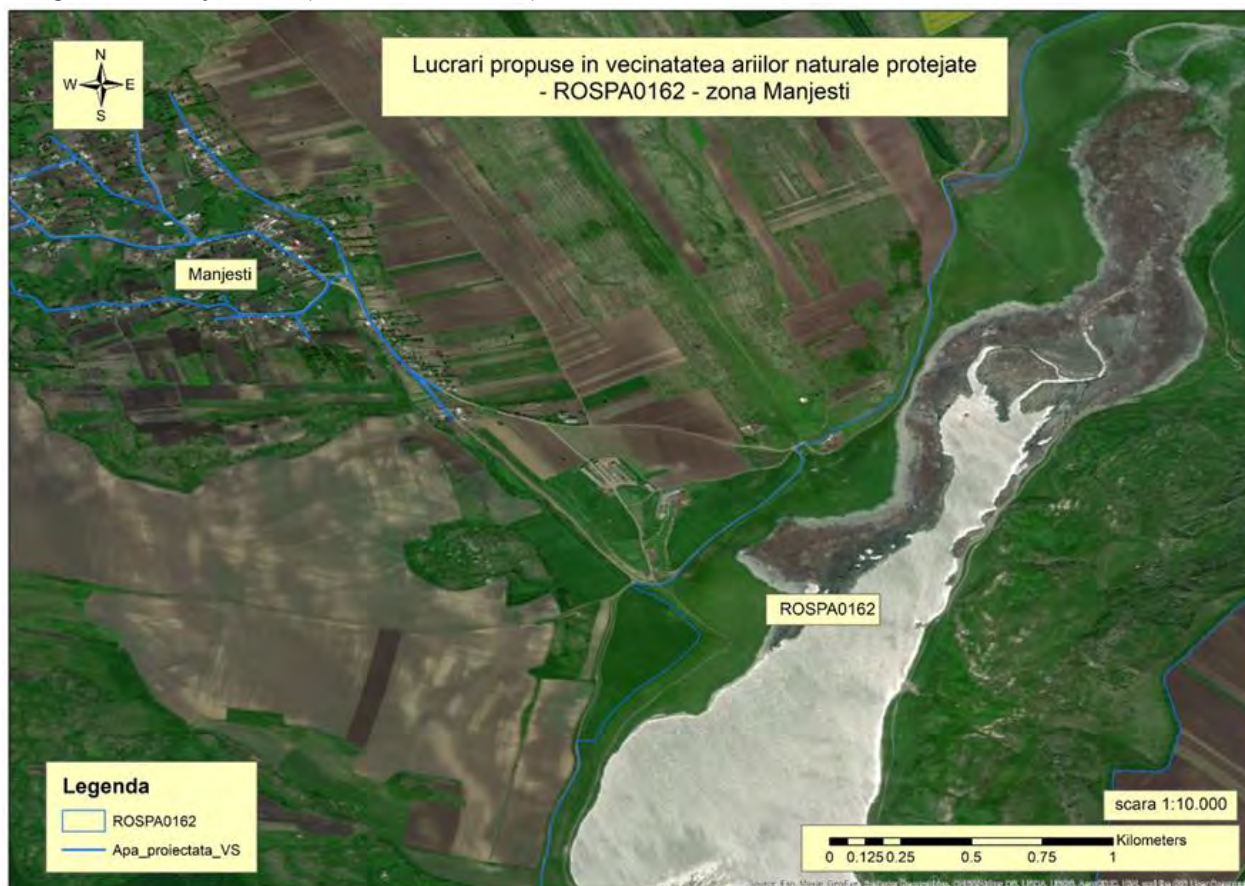 N
W E
S
Lucrari propuse in vecinatatea ariilor naturale protejate
- ROSPA0162 - zona Manjesti
Manjesti
ROSPA0162
Legenda
ROSPA0162
Apa_proiectata_VS
scara 1:10.000
Kilometers
0 0.125 0.25 0.5 0.75 1